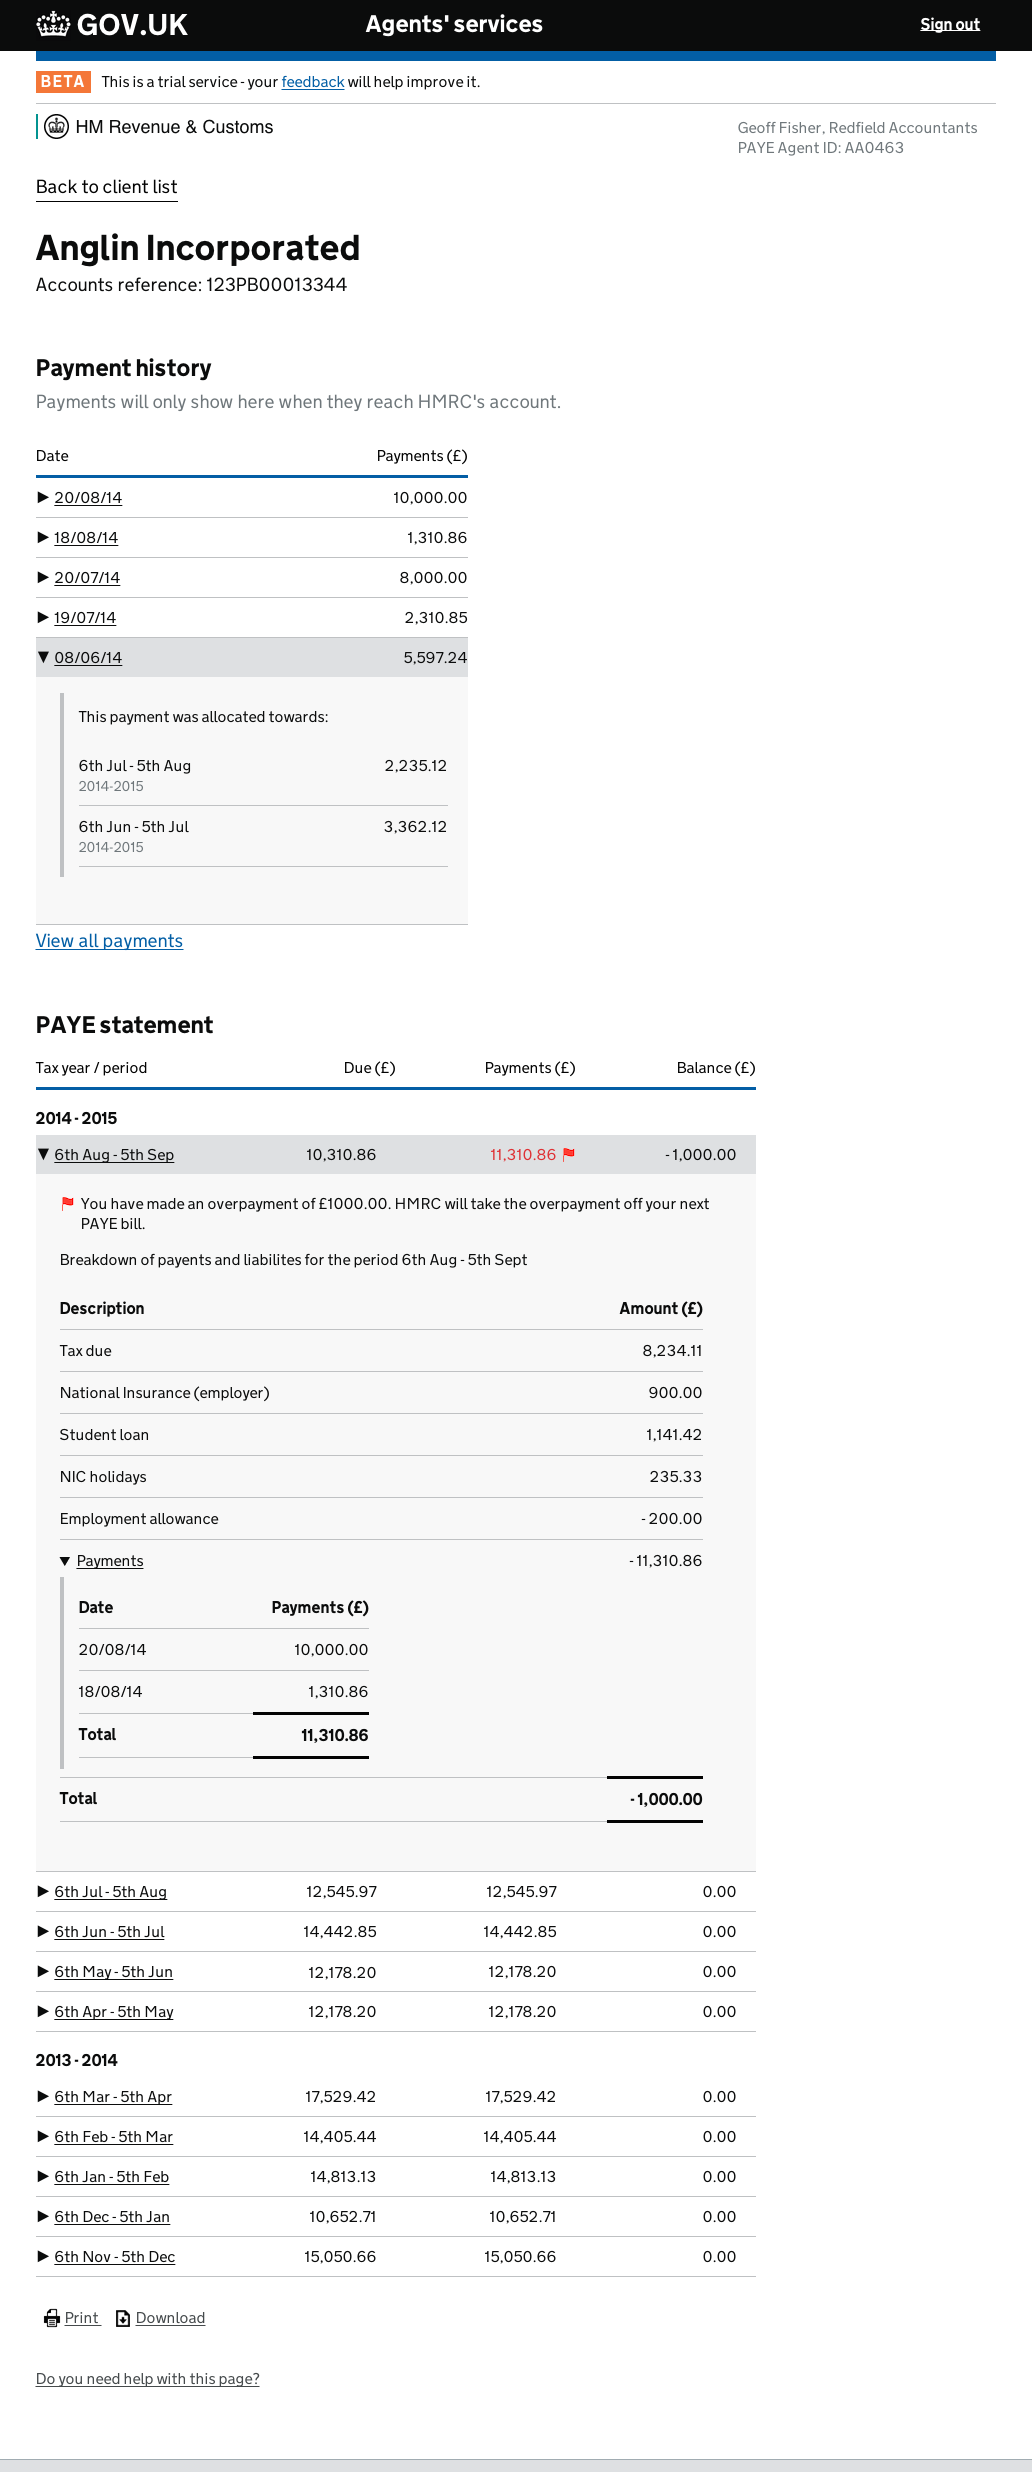 GOV.UK Agents' services Sign out
BETA This is a trial service - your feedback will help improve it.
HM Revenue & Customs
Geoff Fisher, Redfield Accountants
PAYE Agent ID: AA0463
Back to client list
Anglin Incorporated
Accounts reference: 123PB00013344
Payment history
Payments will only show here when they reach HMRC's account.
Date Payments (£)
20/08/14 10,000.00
18/08/14 1,310.86
20/07/14 8,000.00
19/07/14 2,310.85
08/06/14 5,597.24
This payment was allocated towards:
6th Jul - 5th Aug 2,235.12
2014-2015
6th Jun - 5th Jul 3,362.12
2014-2015
View all payments
PAYE statement
Tax year / period Due (£) Payments (£) Balance (£)
2014 - 2015
6th Aug - 5th Sep 10,310.86 11,310.86 - 1,000.00
You have made an overpayment of £1000.00. HMRC will take the overpayment off your next
PAYE bill.
Breakdown of payents and liabilites for the period 6th Aug - 5th Sept
Description Amount (£)
Tax due 8,234.11
National Insurance (employer) 900.00
Student loan 1,141.42
NIC holidays 235.33
Employment allowance - 200.00
Payments - 11,310.86
Date Payments (£)
20/08/14 10,000.00
18/08/14 1,310.86
Total 11,310.86
Total - 1,000.00
6th Jul - 5th Aug 12,545.97 12,545.97 0.00
6th Jun - 5th Jul 14,442.85 14,442.85 0.00
6th May - 5th Jun 12,178.20 12,178.20 0.00
6th Apr - 5th May 12,178.20 12,178.20 0.00
2013 - 2014
6th Mar - 5th Apr 17,529.42 17,529.42 0.00
6th Feb - 5th Mar 14,405.44 14,405.44 0.00
6th Jan - 5th Feb 14,813.13 14,813.13 0.00
6th Dec - 5th Jan 10,652.71 10,652.71 0.00
6th Nov - 5th Dec 15,050.66 15,050.66 0.00
Print Download
Do you need help with this page?